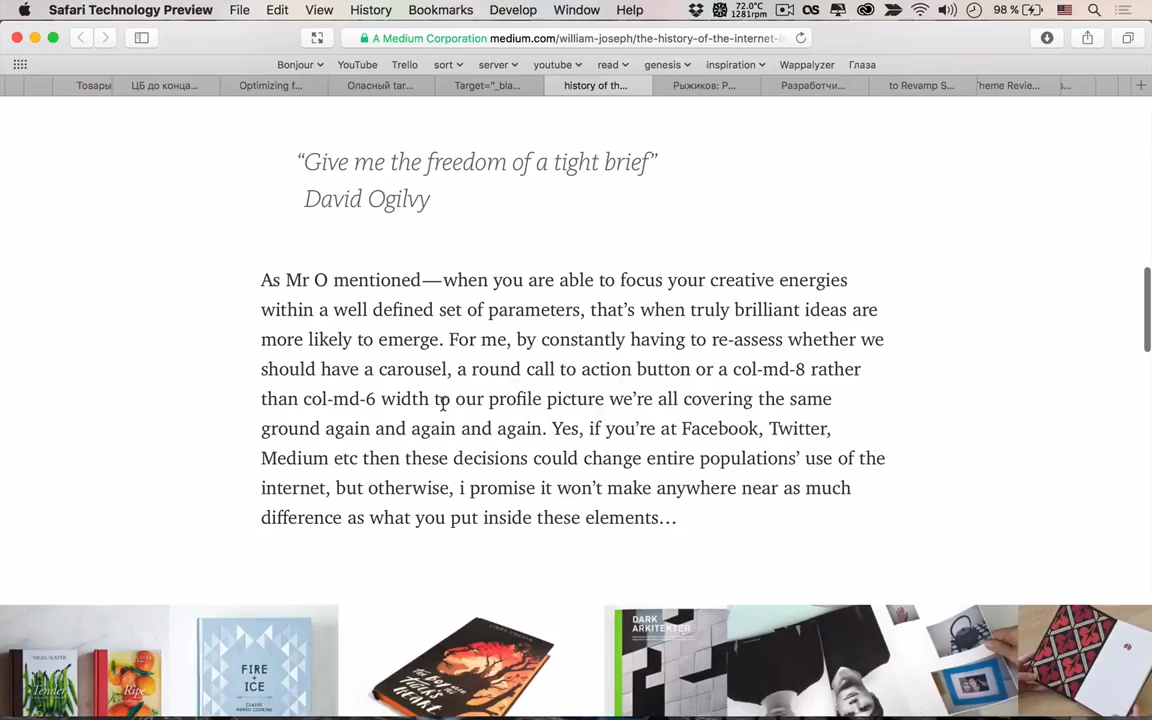 Safari Technology Preview File Edit View History Bookmarks Develop Window Help 72.0°C 1281rpm 98 %
A Medium Corporation medium.com/william-joseph/the-history-of-the-internet-
Bonjour YouTube Trello sort server youtube read genesis inspiration Wappalyzer Глаза
Товары ЦБ до конца... Optimizing f... Опасный tar... Target="_bla... history of th... Рыжиков: Р... Разработчи... to Revamp S... heme Revie...
“Give me the freedom of a tight brief”
David Ogilvy
As Mr O mentioned—when you are able to focus your creative energies
within a well defined set of parameters, that’s when truly brilliant ideas are
more likely to emerge. For me, by constantly having to re-assess whether we
should have a carousel, a round call to action button or a col-md-8 rather
than col-md-6 width to our profile picture we’re all covering the same
ground again and again and again. Yes, if you’re at Facebook, Twitter,
Medium etc then these decisions could change entire populations’ use of the
internet, but otherwise, i promise it won’t make anywhere near as much
difference as what you put inside these elements…
NIGEL SLATER
Tender
Ripe
FIRE
+
ICE
CLASSIC
NORDIC COOKING
DARK
ARKITEKTER